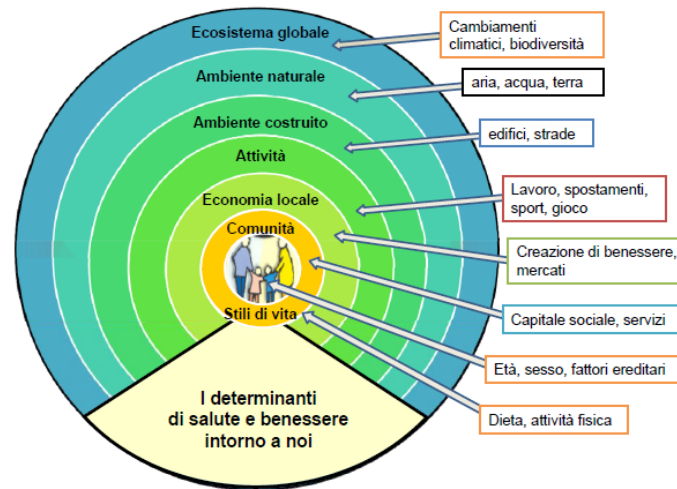 Ecosistema globale
Cambiamenti
climatici, biodiversità
Ambiente naturale
aria, acqua, terra
Ambiente costruito
edifici, strade
Attività
Lavoro, spostamenti,
sport, gioco
Economia locale
Comunità
Creazione di benessere,
mercati
Stili di vita
Capitale sociale, servizi
Età, sesso, fattori ereditari
Dieta, attività fisica
I determinanti
di salute e benessere
intorno a noi